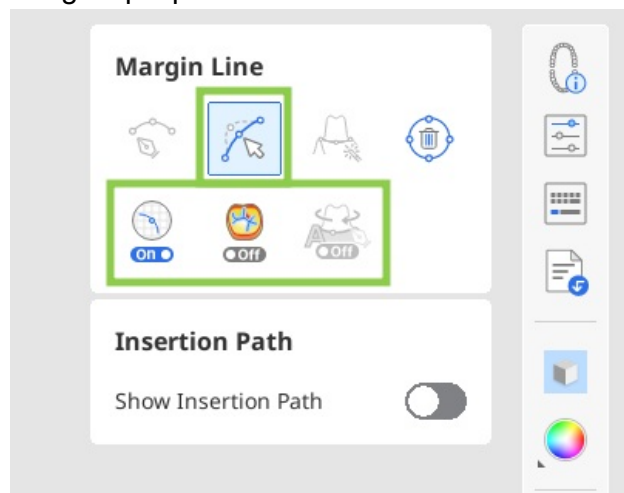 Margin Line
On
Off
A
Off
Insertion Path
Show Insertion Path